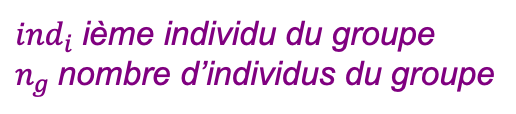 ind_i ième individu du groupe
n_g nombre d’individus du groupe